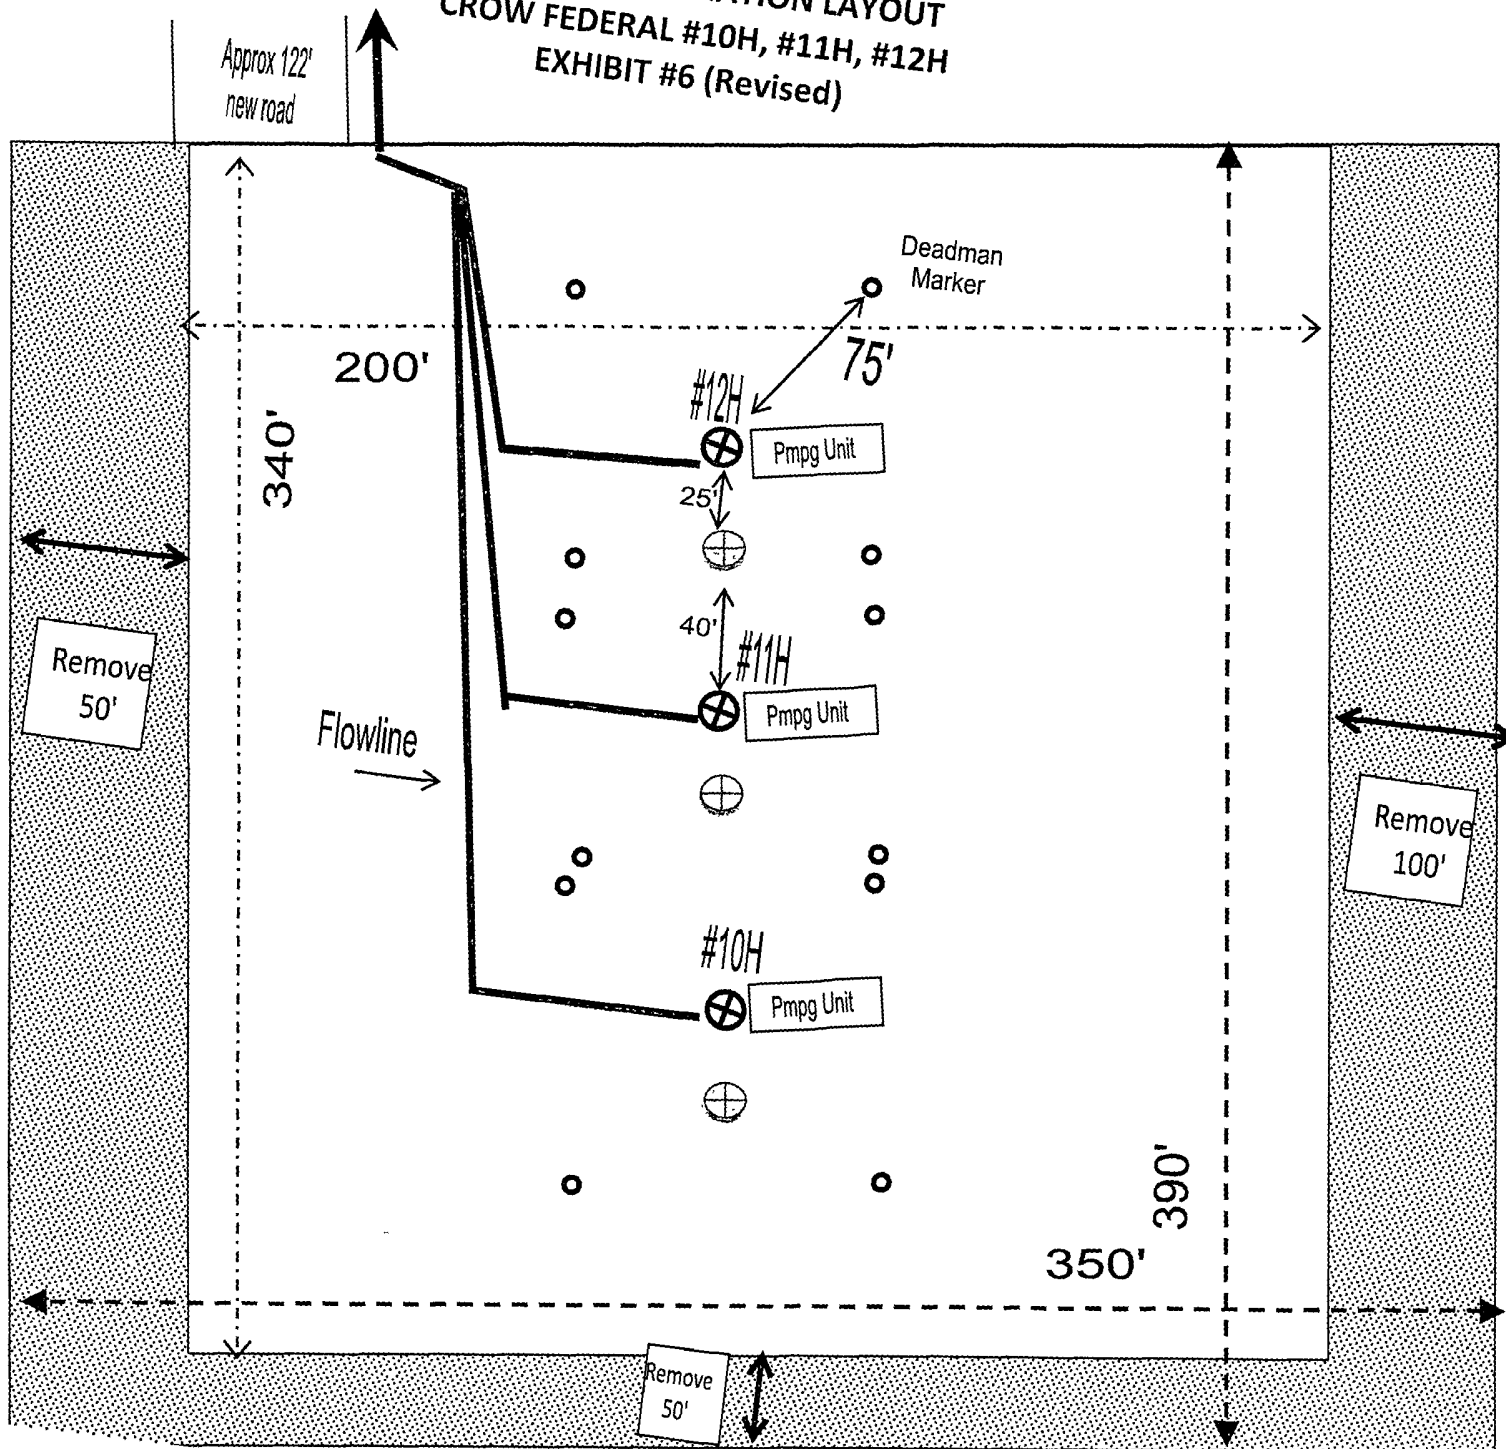 LAYOUT
CROW FEDERAL #10H, #11H, #12H
EXHIBIT #6 (Revised)
Approx 122'
new road
Deadman
Marker
200'
75'
340'
#12H
Pmpg Unit
25'
40'
#11H
Pmpg Unit
Remove
50'
Flowline
Remove
100'
#10H
Pmpg Unit
390'
350'
Remove
50'